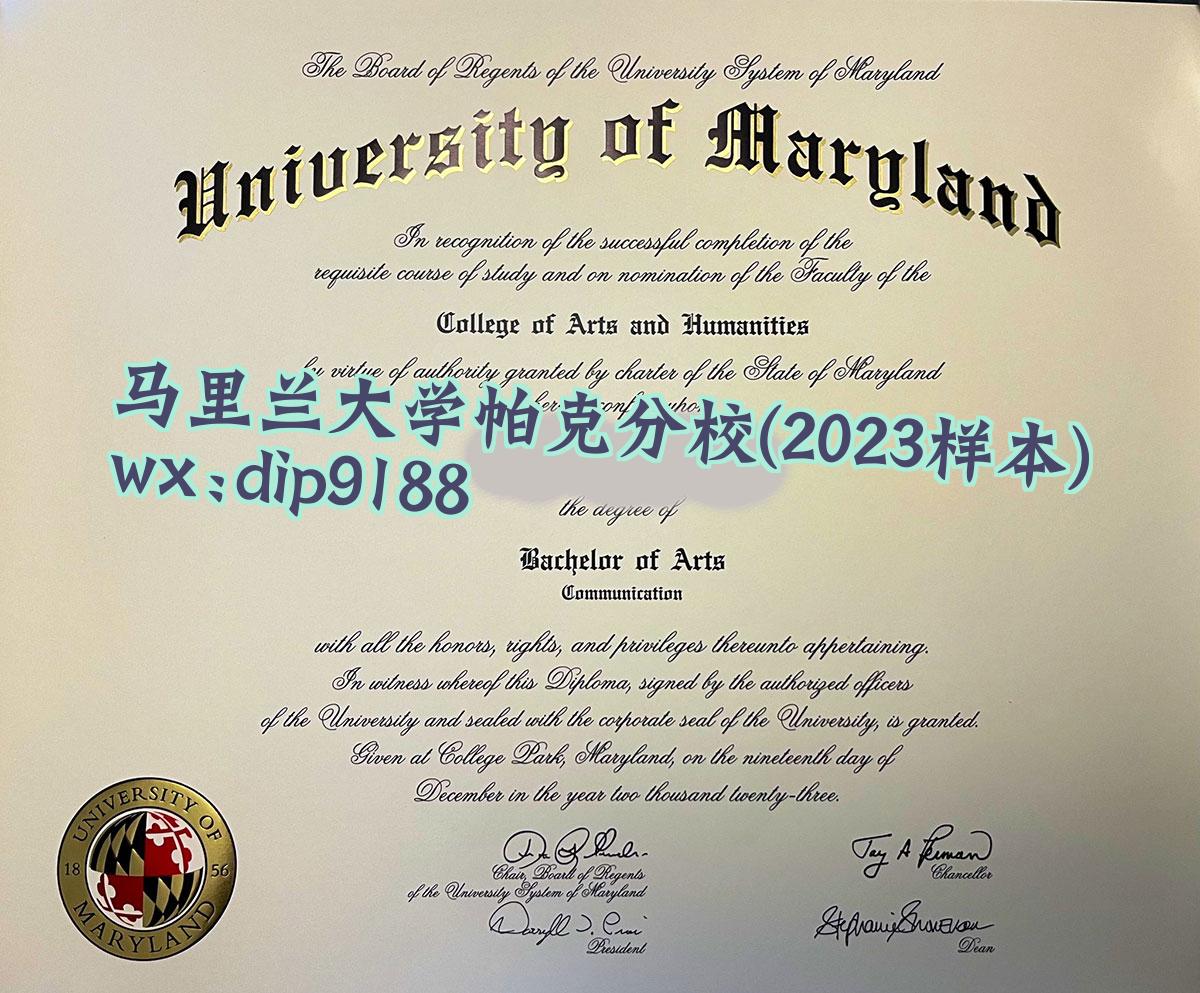 The Board of Regents of the University System of Maryland
University of Maryland
In recognition of the successful completion of the
requisite course of study and on nomination of the Faculty of the
College of Arts and Humanities
by virtue of authority granted by charter of the State of Maryland
马里兰大学帕克分校(2023样本)
wx:dip9188
the degree of
Bachelor of Arts
Communication
with all the honors, rights, and privileges thereunto appertaining.
In witness whereof this Diploma, signed by the authorized officers
of the University and sealed with the corporate seal of the University, is granted.
Given at College Park, Maryland, on the nineteenth day of
December in the year two thousand twenty-three.
UNIVERSITY OF
18 56
MARYLAND
Chair, Board of Regents
of the University System of Maryland
Jay A Perman
Chancellor
President
Dean